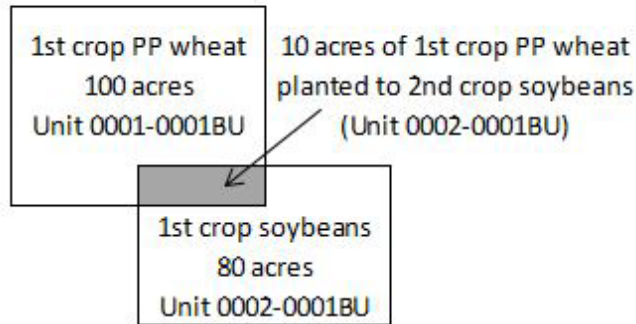 1st crop PP wheat
100 acres
Unit 0001-0001BU
10 acres of 1st crop PP wheat
planted to 2nd crop soybeans
(Unit 0002-0001BU)
1st crop soybeans
80 acres
Unit 0002-0001BU